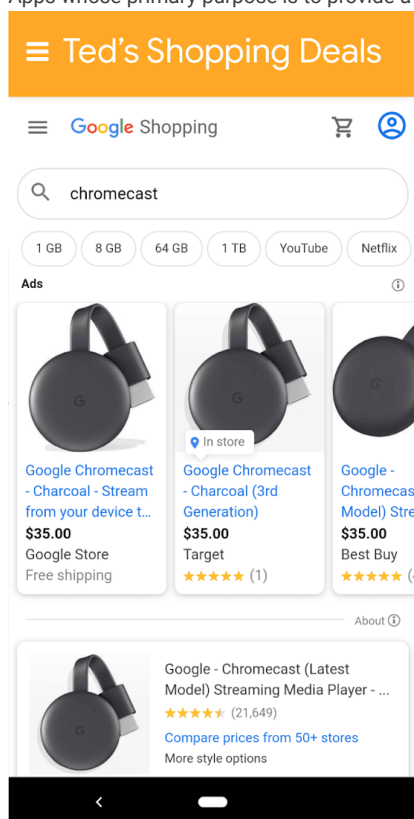 Apps whose primary purpose is to provide a
Ted's Shopping Deals
Google Shopping
chromecast
1 GB
8 GB
64 GB
1 TB
YouTube
Netflix
Ads
G
G
G
In store
Google Chromecast
- Charcoal - Stream
from your device t...
$35.00
Google Store
Free shipping
Google Chromecast
- Charcoal (3rd
Generation)
$35.00
Target
(1)
Google -
Chromecas
Model) Stre
$35.00
Best Buy
About
G
Google - Chromecast (Latest
Model) Streaming Media Player - ...
(21,649)
Compare prices from 50+ stores
More style options